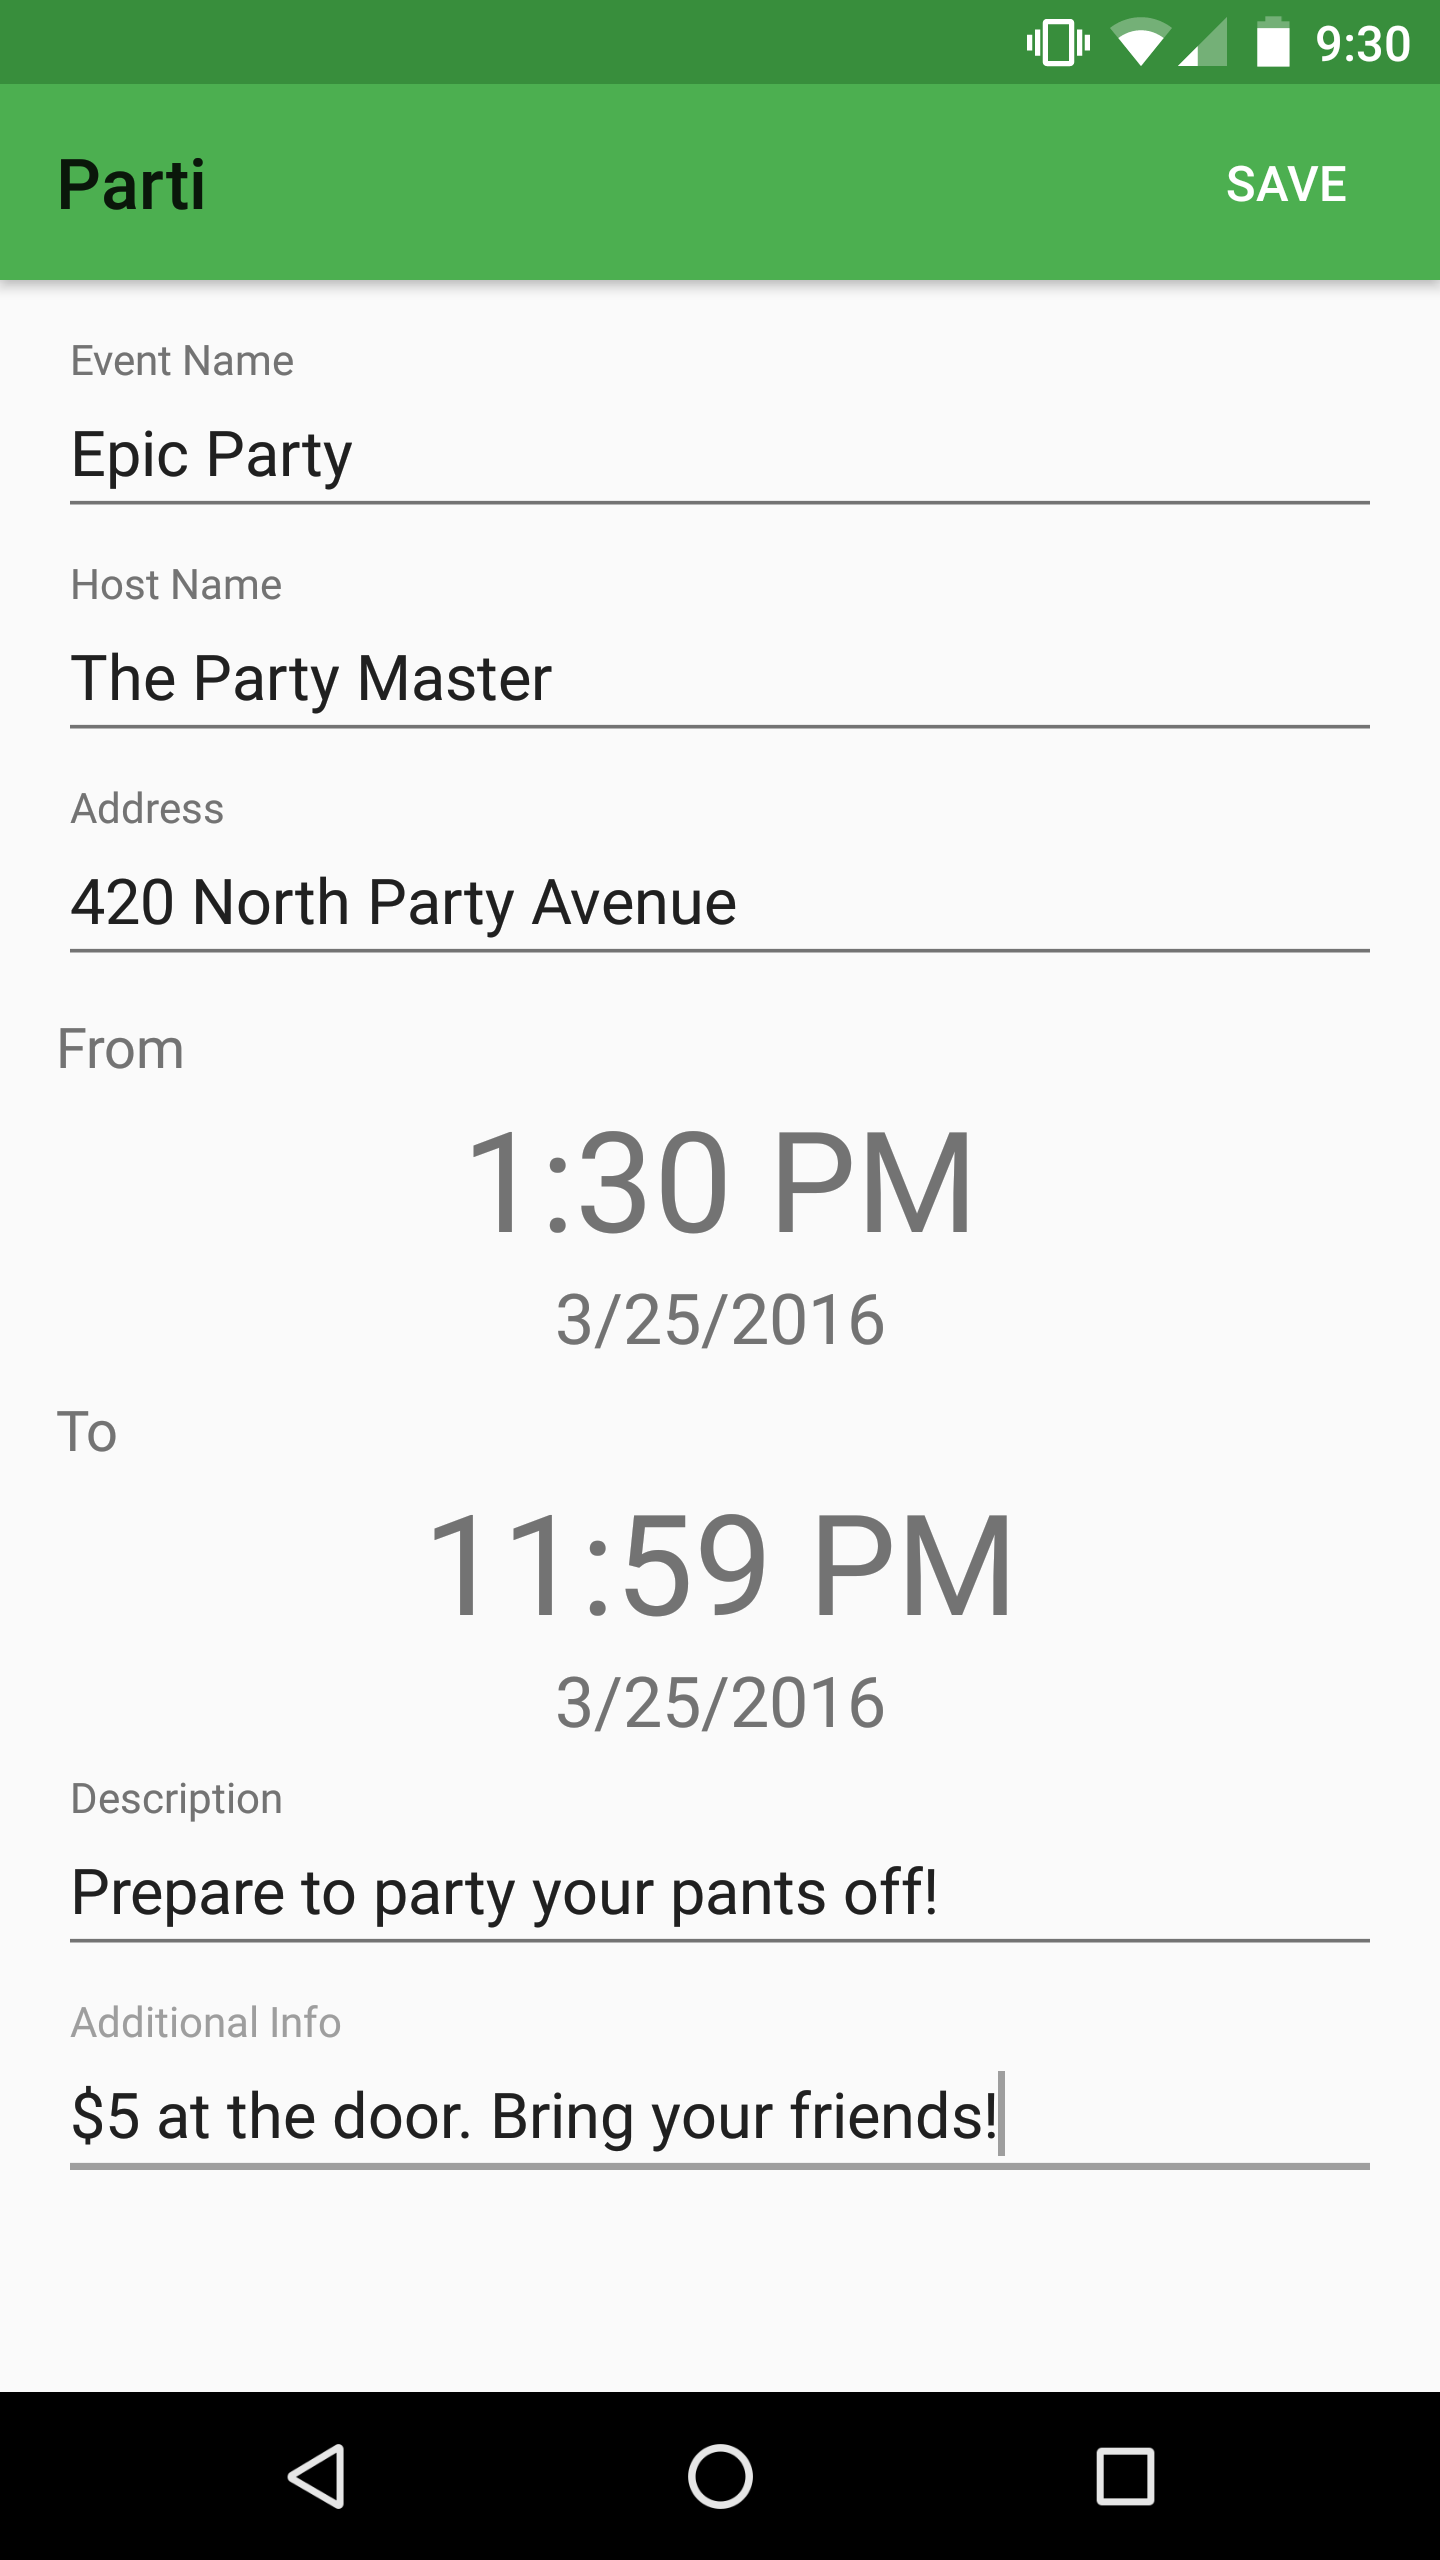 9:30
Parti
SAVE
Event Name
Epic Party
Host Name
The Party Master
Address
420 North Party Avenue
From
1:30 PM
3/25/2016
To
11:59 PM
3/25/2016
Description
Prepare to party your pants off!
Additional Info
$5 at the door. Bring your friends!